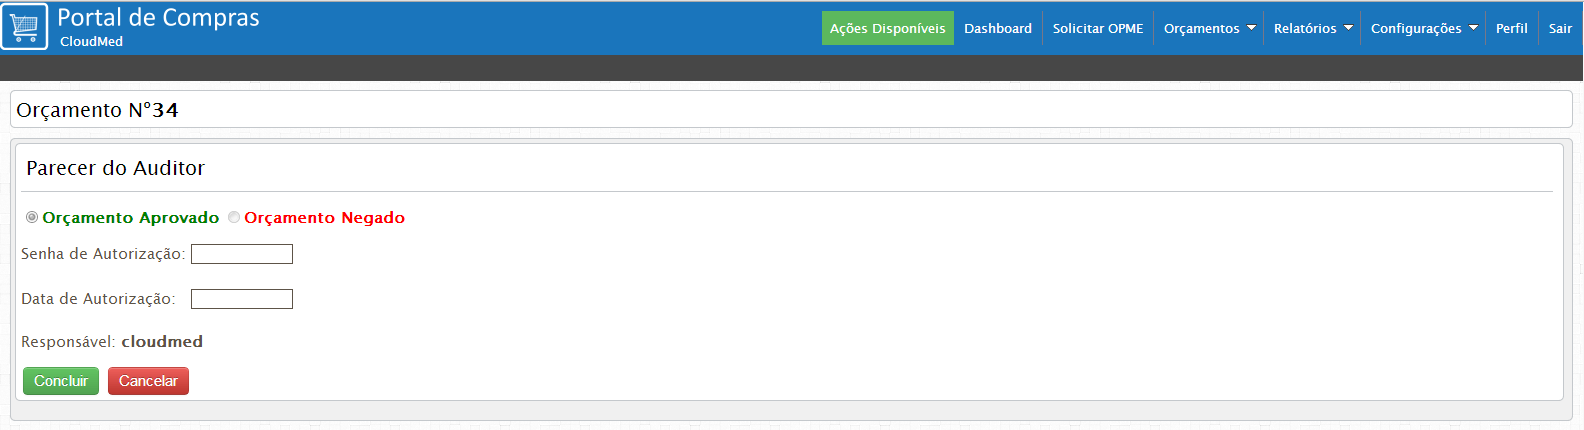 Portal de Compras
CloudMed
Ações Disponíveis Dashboard Solicitar OPME Orçamentos Relatórios Configurações Perfil Sair
Orçamento N°34
Parecer do Auditor
Orçamento Aprovado Orçamento Negado
Senha de Autorização:
Data de Autorização:
Responsável: cloudmed
Concluir Cancelar